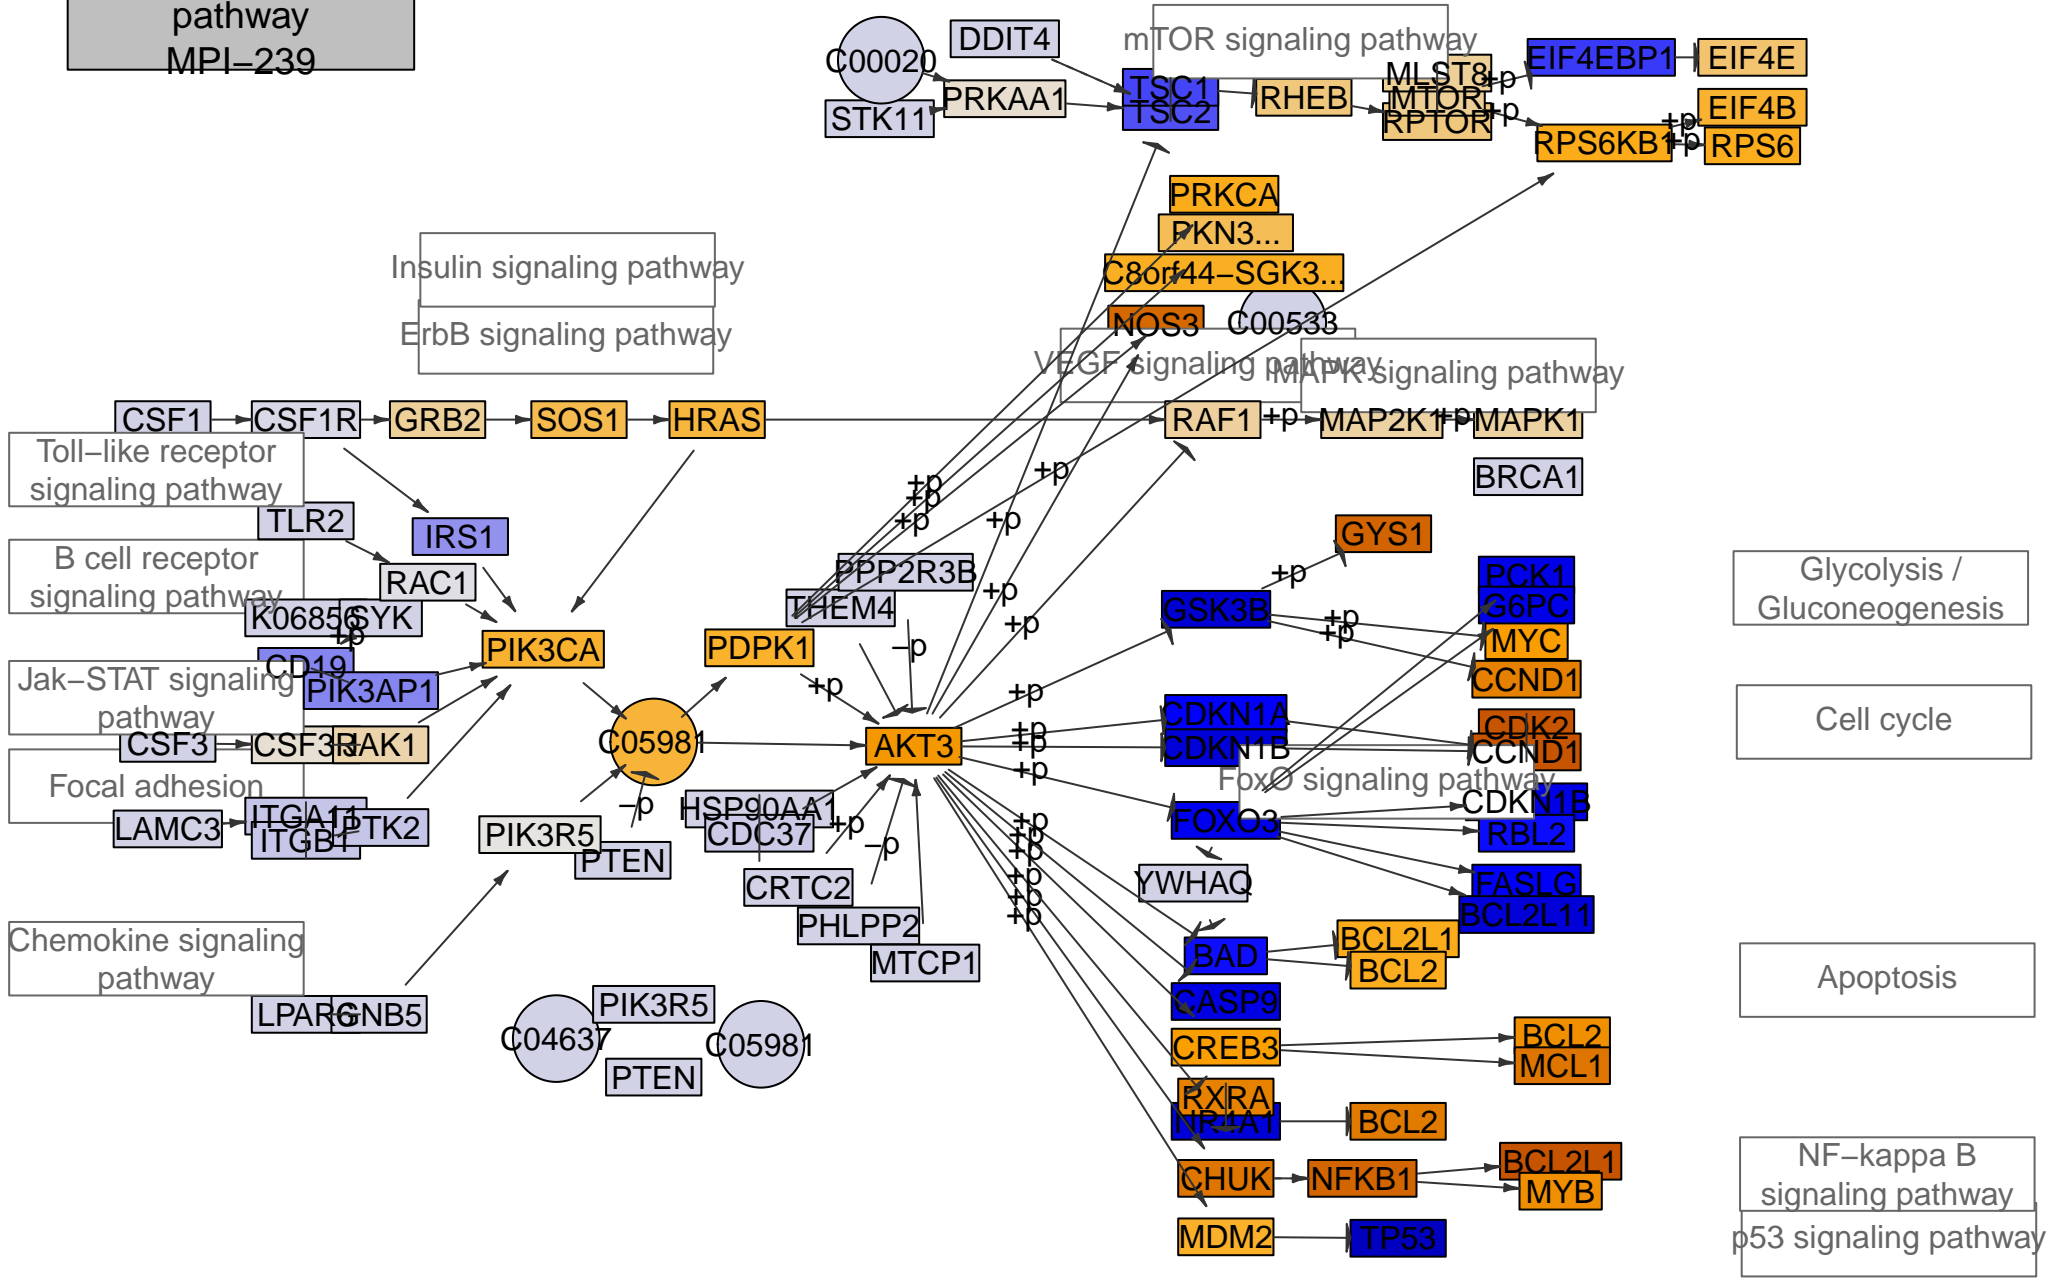 pathway
MPI–239
C00020
DDIT4
STK11
PRKAA1
mTOR signaling pathway
TSC1
TSC2
RHEB
MLST8
MTOR
RPTOR
+p
+p
EIF4EBP1
EIF4E
EIF4B
RPS6KB1
+p
+p
RPS6
PRKCA
PKN3...
C8orf44–SGK3...
NOS3
C00533
Insulin signaling pathway
ErbB signaling pathway
VEGF signaling pathway
MAPK signaling pathway
CSF1
CSF1R
GRB2
SOS1
HRAS
RAF1
+p
MAP2K1
+p
MAPK1
BRCA1
Toll–like receptor
signaling pathway
TLR2
IRS1
B cell receptor
signaling pathway
RAC1
K06856
SYK
+p
CD19
PIK3AP1
PIK3CA
Jak–STAT signaling
pathway
CSF3
JAK1
Focal adhesion
LAMC3
ITGA11
ITGB1
PTK2
Chemokine signaling
pathway
GNB5
PIK3R5
PTEN
–p
C05981
PDPK1
+p
THEM4
PPP2R3B
–p
+p
+p
+p
+p
+p
+p
+p
AKT3
HSP90AA1
CDC37
+p
–p
CRTC2
PHLPP2
MTCP1
C04637
PIK3R5
PTEN
C05981
+p
+p
+p
+p
+p
+p
+p
+p
+p
+p
GYS1
+p
GSK3B
+p
+p
PCK1
G6PC
MYC
CCND1
CDKN1A
CDKN1B
CDK2
CCND1
FoxO signaling pathway
FOXO3
CDKN1B
RBL2
FASLG
BCL2L11
YWHAQ
BAD
BCL2L1
BCL2
CASP9
CREB3
BCL2
MCL1
RXRA
NR4A1
BCL2
CHUK
NFKB1
BCL2L1
MYB
MDM2
TP53
Glycolysis /
Gluconeogenesis
Cell cycle
Apoptosis
NF–kappa B
signaling pathway
p53 signaling pathway